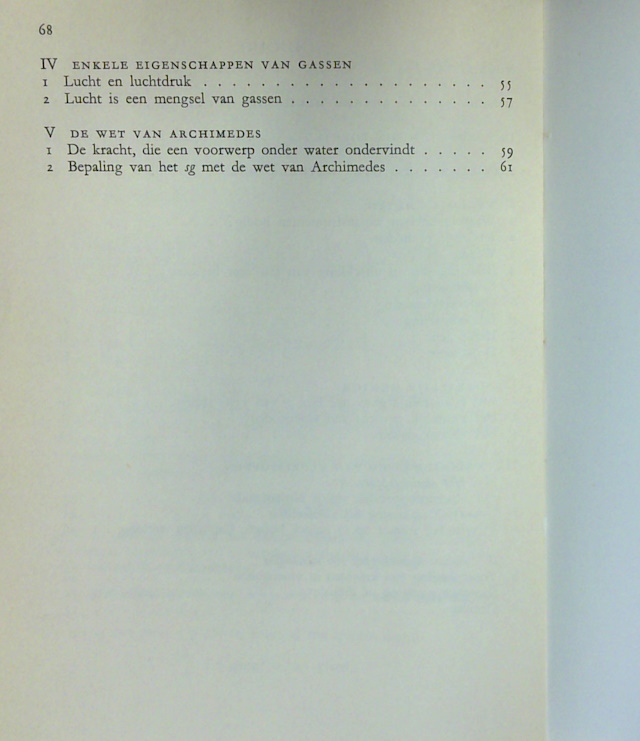 68
IV ENKELE EIGENSCHAPPEN VAN GASSEN
1 Lucht en luchtdruk . . . . . . . . . . . . . . . . . . . . 55
2 Lucht is een mengsel van gassen . . . . . . . . . . . . . . 57
V DE WET VAN ARCHIMEDES
1 De kracht, die een voorwerp onder water ondervindt . . . . . 59
2 Bepaling van het sg met de wet van Archimedes . . . . . . . 61